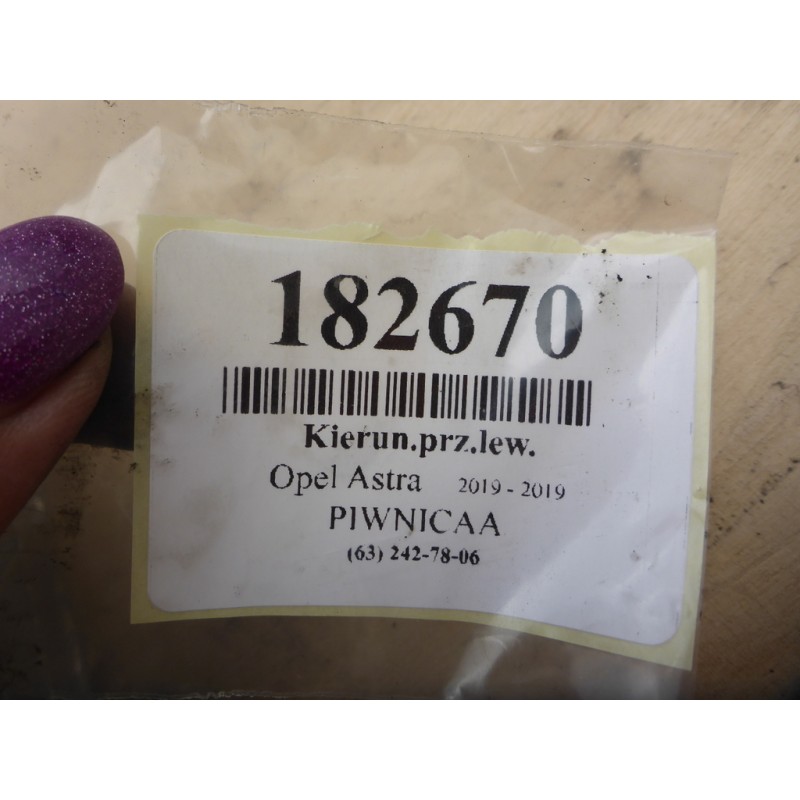 182670
Kierun.prz.lew.
Opel Astra 2019 - 2019
PIWNICAA
(63) 242-78-06